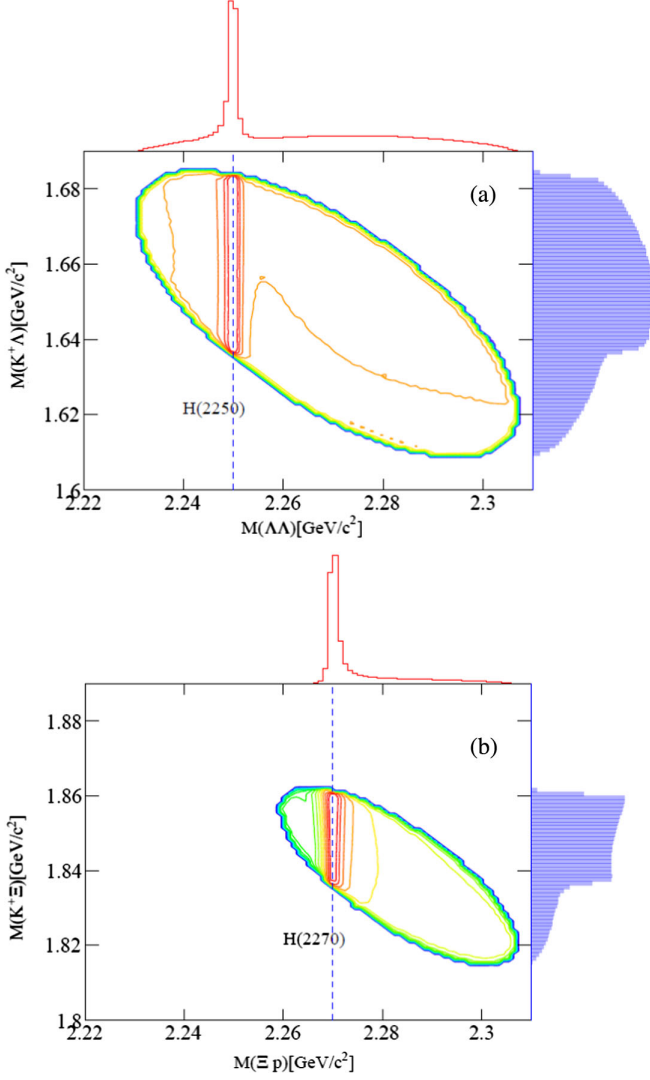 (a)
1.68
1.66
1.64
1.62
1.6
M(K⁺Λ)[GeV/c²]
H(2250)
2.22 2.24 2.26 2.28 2.3
M(ΛΛ)[GeV/c²]
(b)
1.88
1.86
1.84
1.82
1.8
M(K⁺Ξ)[GeV/c²]
H(2270)
2.22 2.24 2.26 2.28 2.3
M(Ξ p)[GeV/c²]